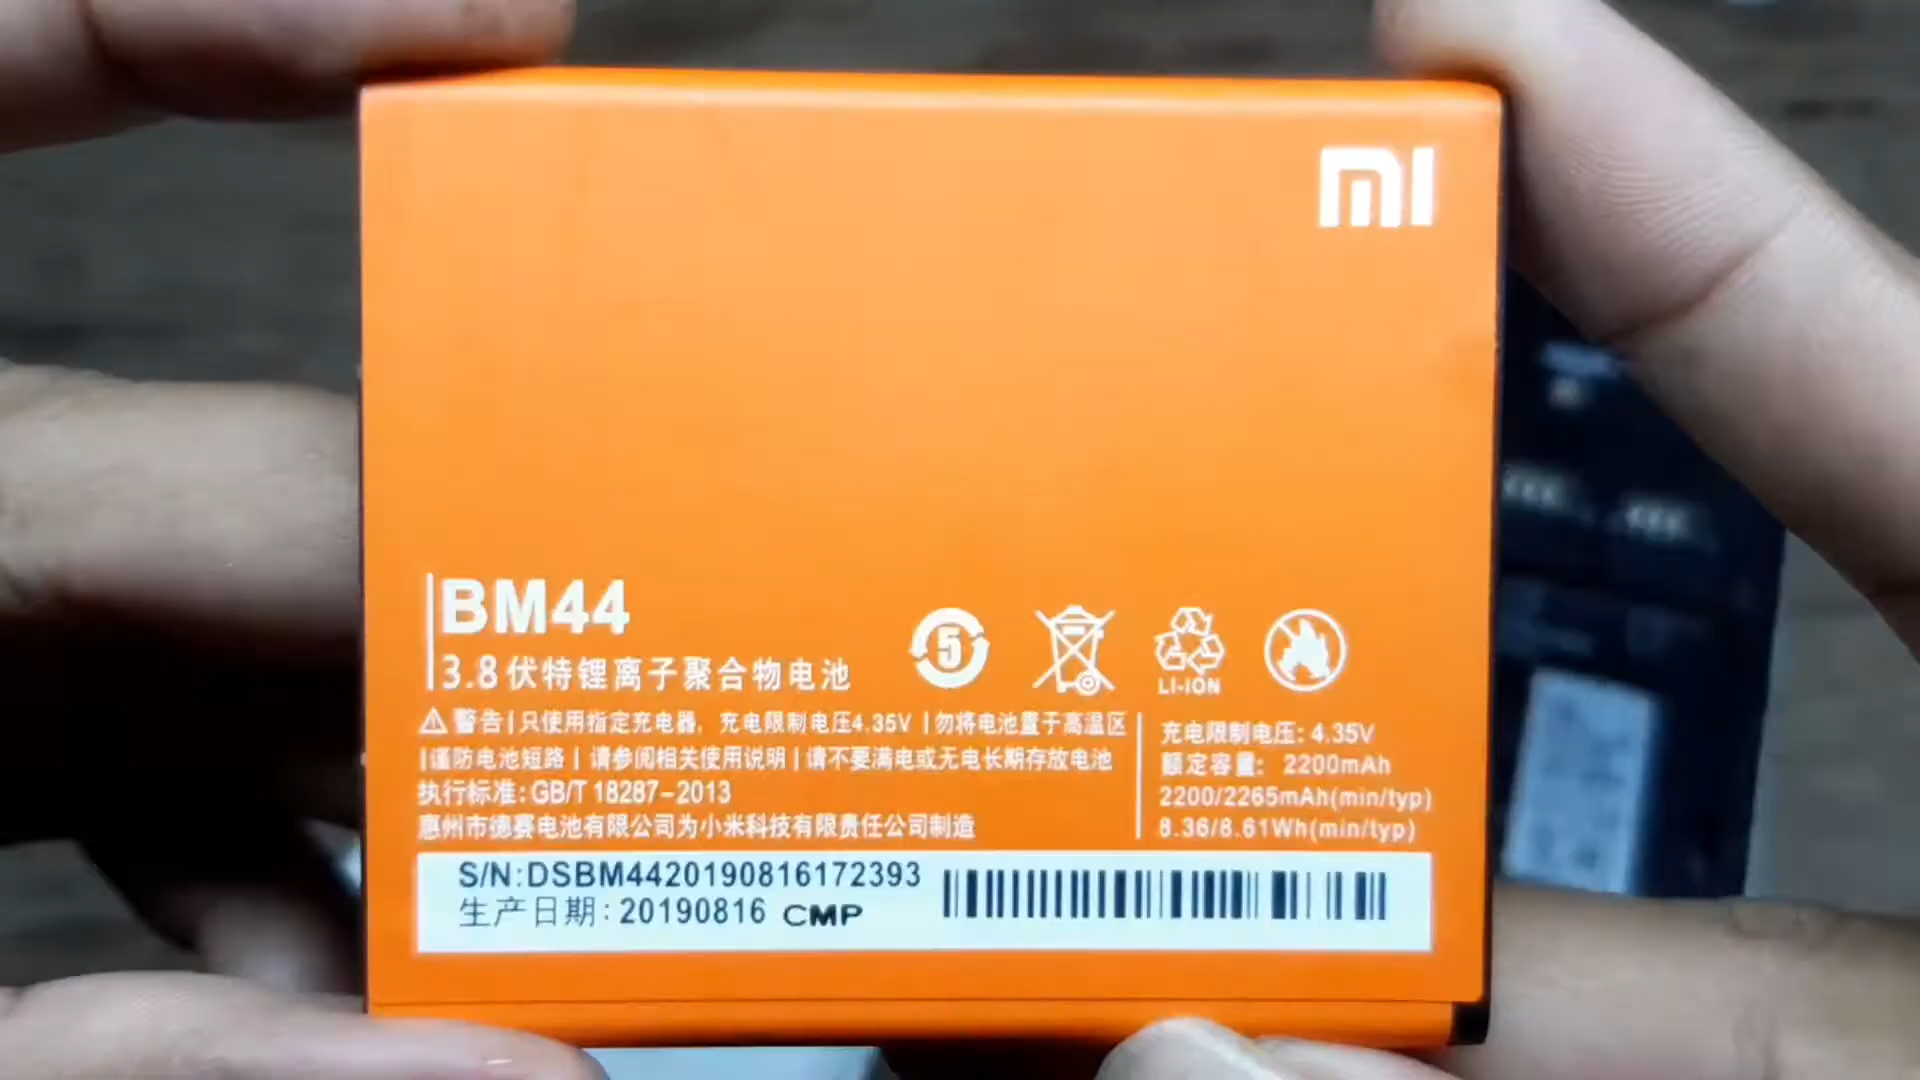 MI
BM44
3.8伏特锂离子聚合物电池
5
LI-ION
警告|只使用指定充电器，充电限制电压4.35V |勿将电池置于高温区
|谨防电池短路 | 请参阅相关使用说明 | 请不要满电或无电长期存放电池
执行标准:GB/T 18287-2013
惠州市德赛电池有限公司为小米科技有限责任公司制造
充电限制电压: 4.35V
额定容量: 2200mAh
2200/2265mAh(min/typ)
8.36/8.61Wh(min/typ)
S/N:DSBM4420190816172393
生产日期: 20190816 CMP